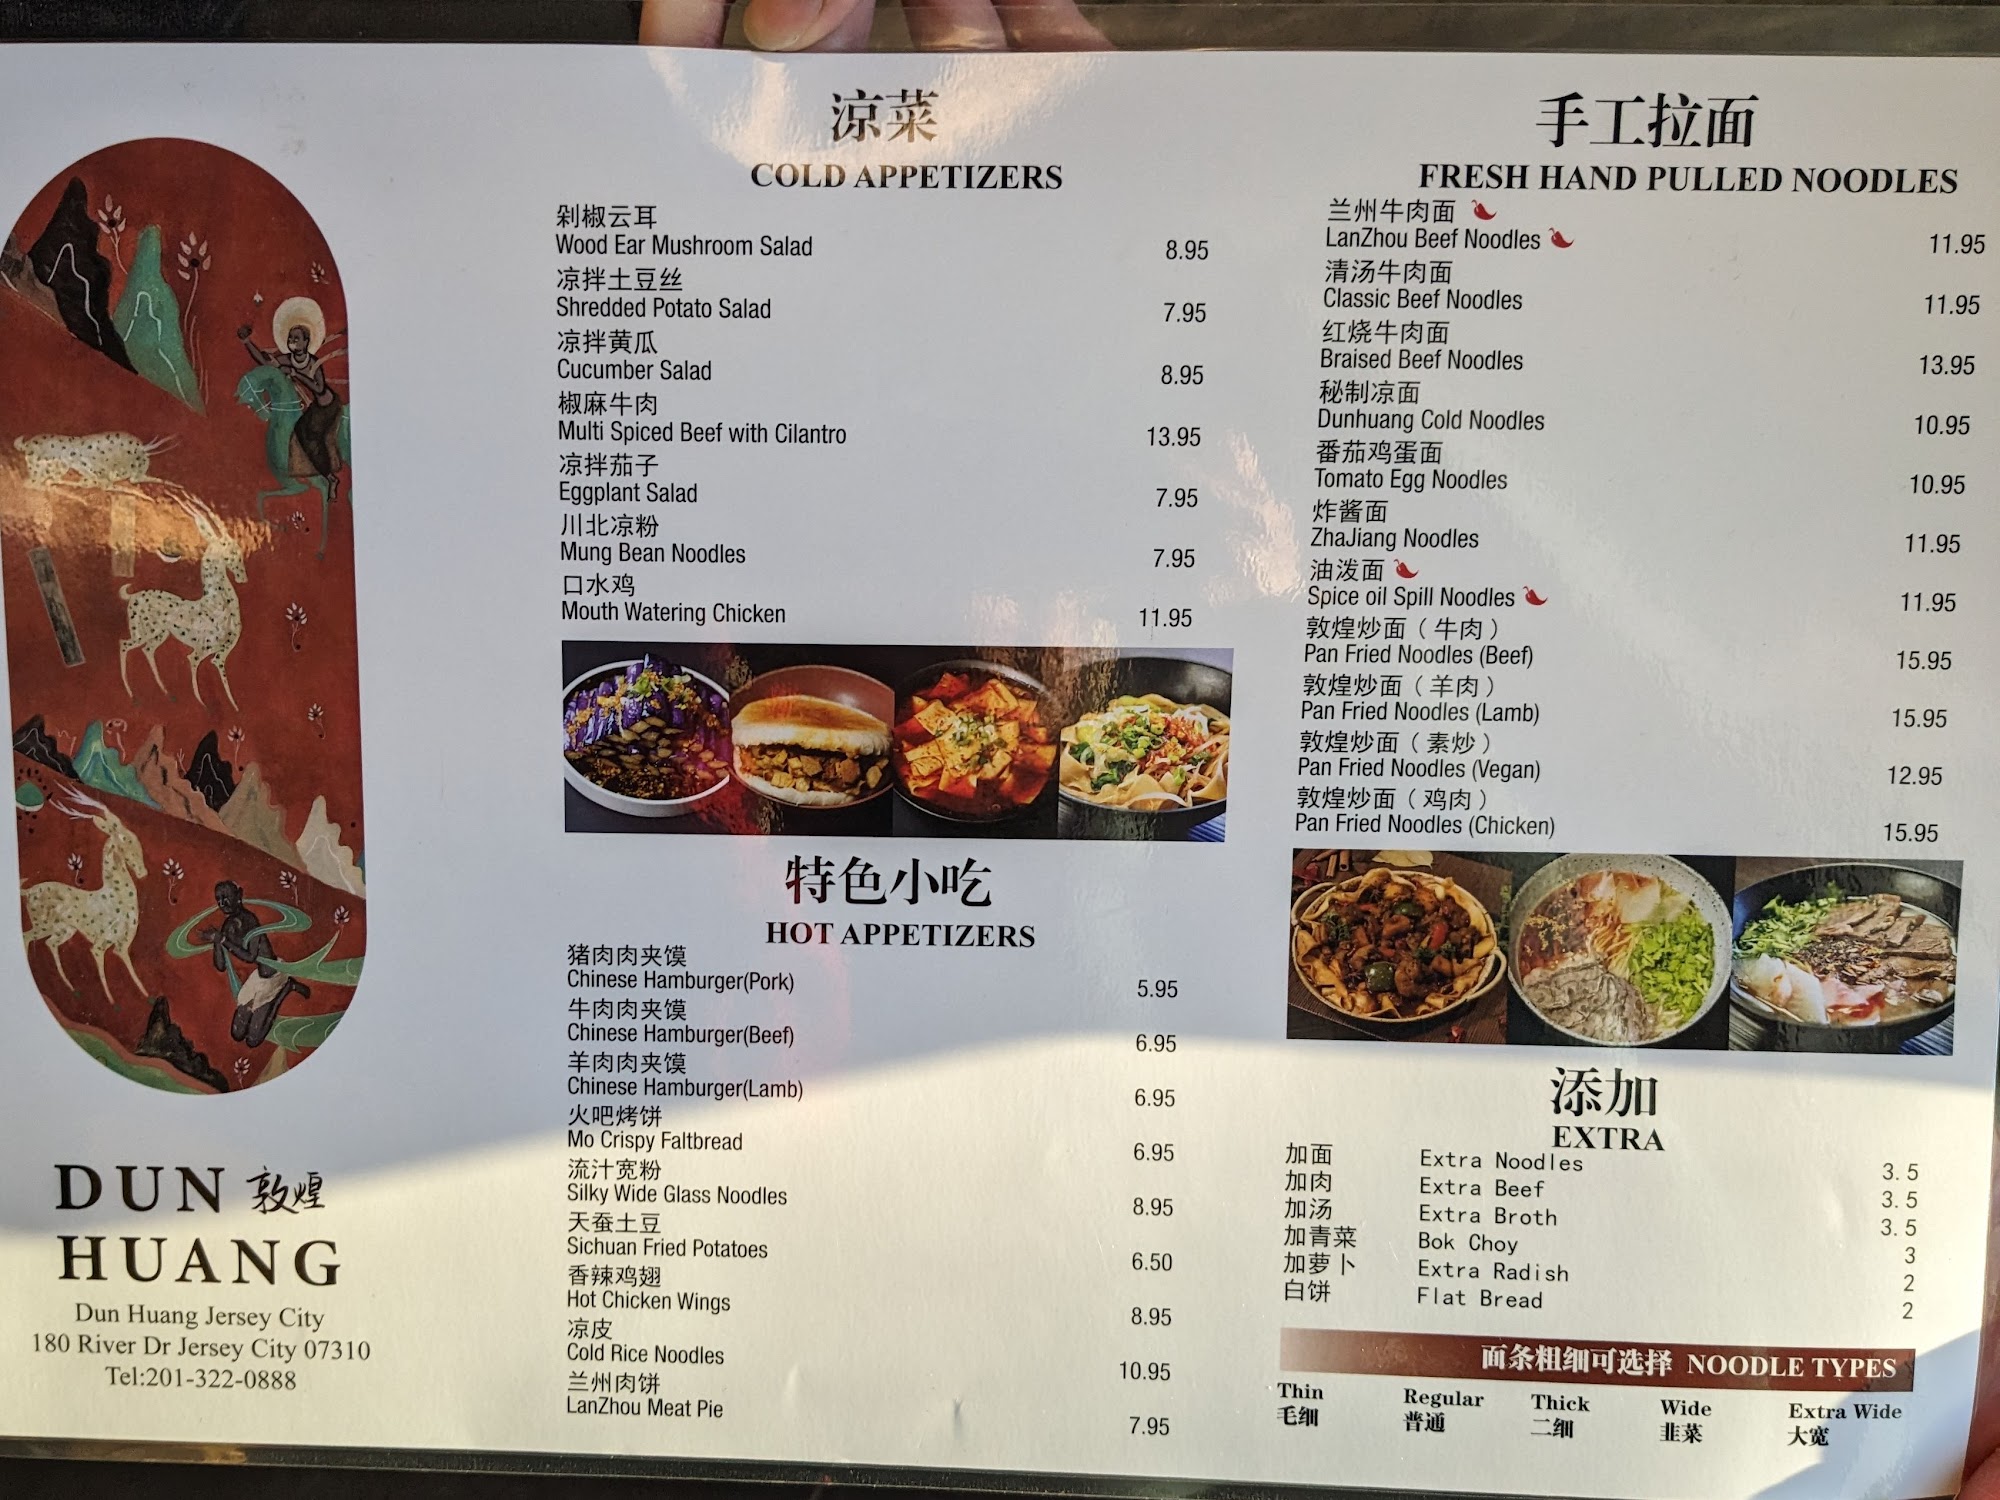 凉菜
COLD APPETIZERS
剁椒云耳
Wood Ear Mushroom Salad 8.95
凉拌土豆丝
Shredded Potato Salad 7.95
凉拌黄瓜
Cucumber Salad 8.95
椒麻牛肉
Multi Spiced Beef with Cilantro 13.95
凉拌茄子
Eggplant Salad 7.95
川北凉粉
Mung Bean Noodles 7.95
口水鸡
Mouth Watering Chicken 11.95
特色小吃
HOT APPETIZERS
猪肉肉夹馍
Chinese Hamburger(Pork) 5.95
牛肉肉夹馍
Chinese Hamburger(Beef) 6.95
羊肉肉夹馍
Chinese Hamburger(Lamb) 6.95
火吧烤饼
Mo Crispy Faltbread 6.95
流汁宽粉
Silky Wide Glass Noodles 8.95
天蚕土豆
Sichuan Fried Potatoes 6.50
香辣鸡翅
Hot Chicken Wings 8.95
凉皮
Cold Rice Noodles 10.95
兰州肉饼
LanZhou Meat Pie 7.95
手工拉面
FRESH HAND PULLED NOODLES
兰州牛肉面
LanZhou Beef Noodles 11.95
清汤牛肉面
Classic Beef Noodles 11.95
红烧牛肉面
Braised Beef Noodles 13.95
秘制凉面
Dunhuang Cold Noodles 10.95
番茄鸡蛋面
Tomato Egg Noodles 10.95
炸酱面
ZhaJiang Noodles 11.95
油泼面
Spice oil Spill Noodles 11.95
敦煌炒面（牛肉）
Pan Fried Noodles (Beef) 15.95
敦煌炒面（羊肉）
Pan Fried Noodles (Lamb) 15.95
敦煌炒面（素炒）
Pan Fried Noodles (Vegan) 12.95
敦煌炒面（鸡肉）
Pan Fried Noodles (Chicken) 15.95
添加
EXTRA
加面 Extra Noodles 3.5
加肉 Extra Beef 3.5
加汤 Extra Broth 3.5
加青菜 Bok Choy 3
加萝卜 Extra Radish 2
白饼 Flat Bread 2
面条粗细可选择 NOODLE TYPES
Thin Regular Thick Wide Extra Wide
毛细 普通 二细 韭菜 大宽
DUN 敦煌
HUANG
Dun Huang Jersey City
180 River Dr Jersey City 07310
Tel:201-322-0888